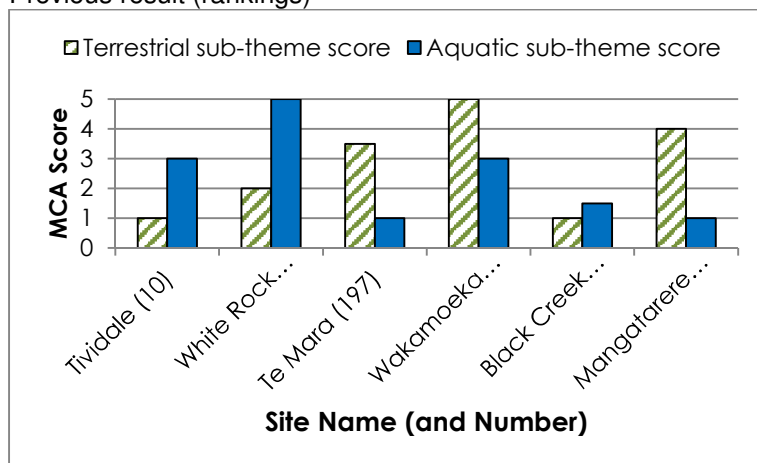 Previous result (rankings)
Terrestrial sub-theme score Aquatic sub-theme score
MCA Score
5
4
3
2
1
0
Tividale (10)
White Rock...
Te Mara (197)
Wakamoeka...
Black Creek...
Mangatarere...
Site Name (and Number)